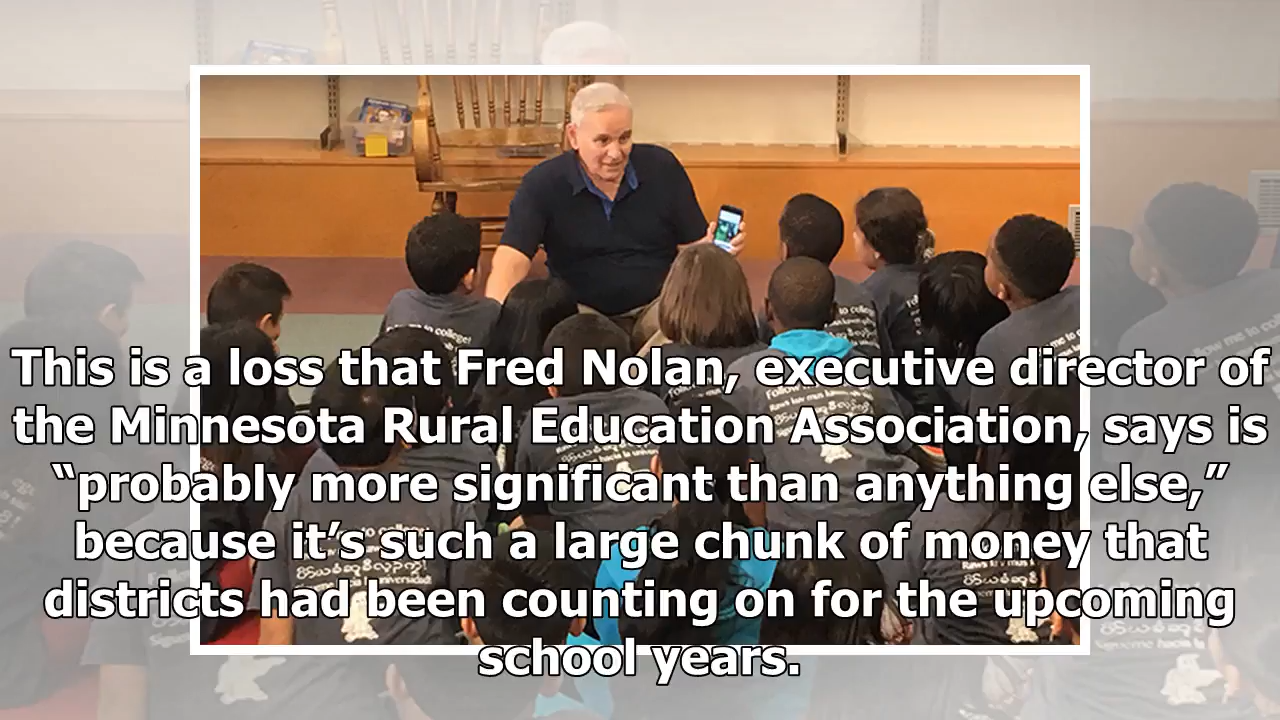 This is a loss that Fred Nolan, executive director of
the Minnesota Rural Education Association, says is
“probably more significant than anything else,”
because it’s such a large chunk of money that
districts had been counting on for the upcoming
school years.